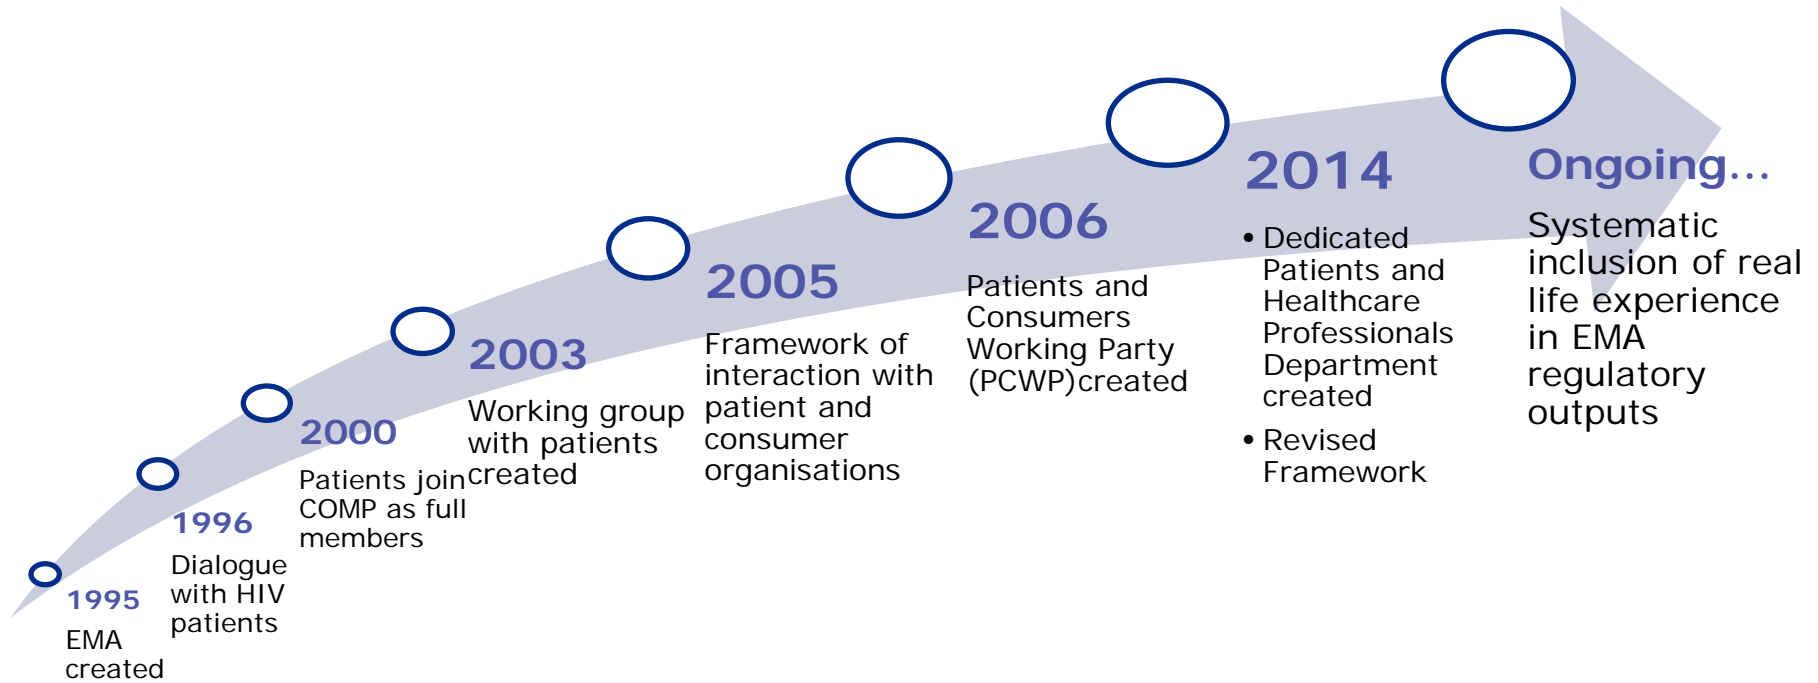 1995
EMA
created
1996
Dialogue
with HIV
patients
2000
Patients join
COMP as full
members
2003
Working group
with patients
created
2005
Framework of
interaction with
patient and
consumer
organisations
2006
Patients and
Consumers
Working Party
(PCWP)created
2014
• Dedicated
Patients and
Healthcare
Professionals
Department
created
• Revised
Framework
Ongoing...
Systematic
inclusion of real
life experience
in EMA
regulatory
outputs